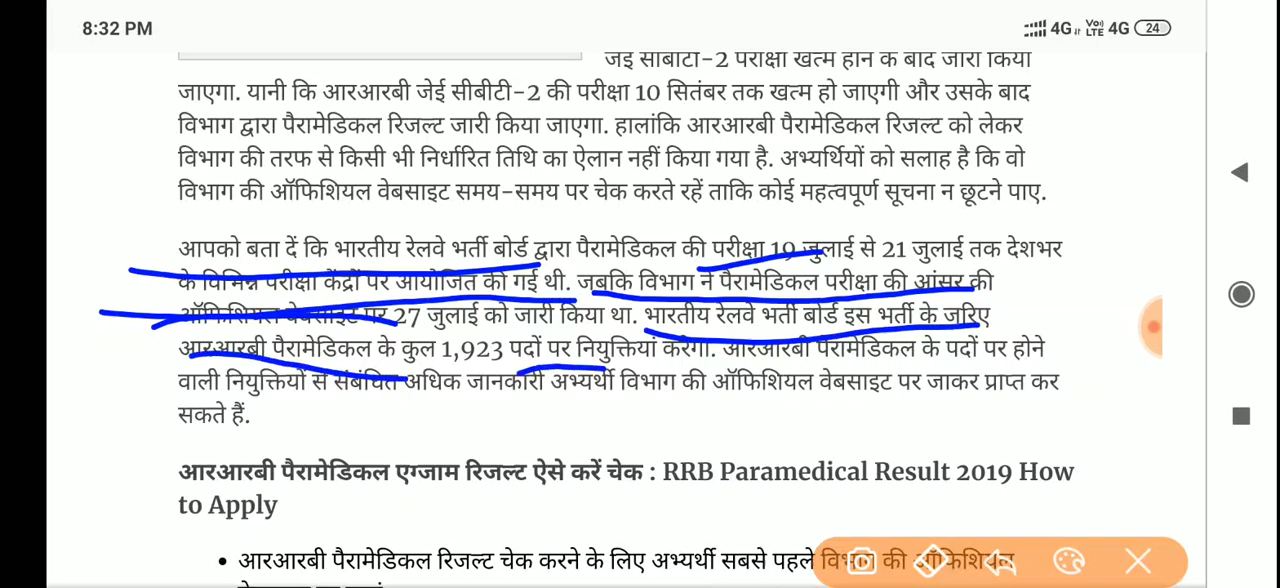 8:32 PM
4G Vo) LTE 4G 24
जेई सीबीटी-2 परीक्षा खत्म होने के बाद जारी किया
जाएगा. यानी कि आरआरबी जेई सीबीटी-2 की परीक्षा 10 सितंबर तक खत्म हो जाएगी और उसके बाद
विभाग द्वारा पैरामेडिकल रिजल्ट जारी किया जाएगा. हालांकि आरआरबी पैरामेडिकल रिजल्ट को लेकर
विभाग की तरफ से किसी भी निर्धारित तिथि का ऐलान नहीं किया गया है. अभ्यर्थियों को सलाह है कि वो
विभाग की ऑफिशियल वेबसाइट समय-समय पर चेक करते रहें ताकि कोई महत्वपूर्ण सूचना न छूटने पाए.
आपको बता दें कि भारतीय रेलवे भर्ती बोर्ड द्वारा पैरामेडिकल की परीक्षा 19 जुलाई से 21 जुलाई तक देशभर
के विभिन्न परीक्षा केंद्रों पर आयोजित की गई थी. जबकि विभाग ने पैरामेडिकल परीक्षा की आंसर की
ऑफिशियल वेबसाइट पर 27 जुलाई को जारी किया था. भारतीय रेलवे भर्ती बोर्ड इस भर्ती के जरिए
आरआरबी पैरामेडिकल के कुल 1,923 पदों पर नियुक्तियां करेगी. आरआरबी पैरामेडिकल के पदों पर होने
वाली नियुक्तियों से संबंधित अधिक जानकारी अभ्यर्थी विभाग की ऑफिशियल वेबसाइट पर जाकर प्राप्त कर
सकते हैं.
आरआरबी पैरामेडिकल एग्जाम रिजल्ट ऐसे करें चेक : RRB Paramedical Result 2019 How
to Apply
• आरआरबी पैरामेडिकल रिजल्ट चेक करने के लिए अभ्यर्थी सबसे पहले विभाग की ऑफिशियल